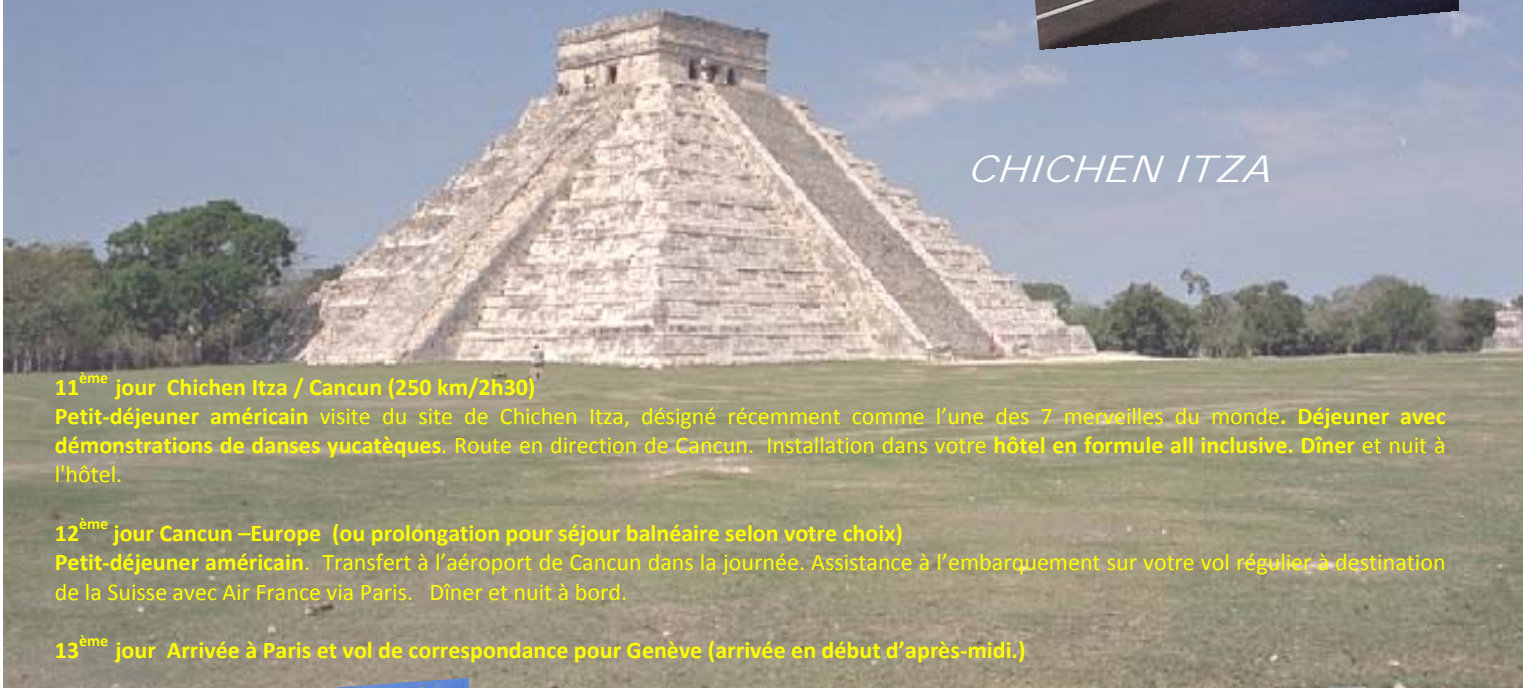 CHICHEN ITZA
11ème jour Chichen Itza / Cancun (250 km/2h30)
Petit-déjeuner américain visite du site de Chichen Itza, désigné récemment comme l’une des 7 merveilles du monde. Déjeuner avec
démonstrations de danses yucatèques. Route en direction de Cancun. Installation dans votre hôtel en formule all inclusive. Dîner et nuit à
l'hôtel.
12ème jour Cancun –Europe (ou prolongation pour séjour balnéaire selon votre choix)
Petit-déjeuner américain. Transfert à l’aéroport de Cancun dans la journée. Assistance à l’embarquement sur votre vol régulier à destination
de la Suisse avec Air France via Paris. Dîner et nuit à bord.
13ème jour Arrivée à Paris et vol de correspondance pour Genève (arrivée en début d’après-midi.)